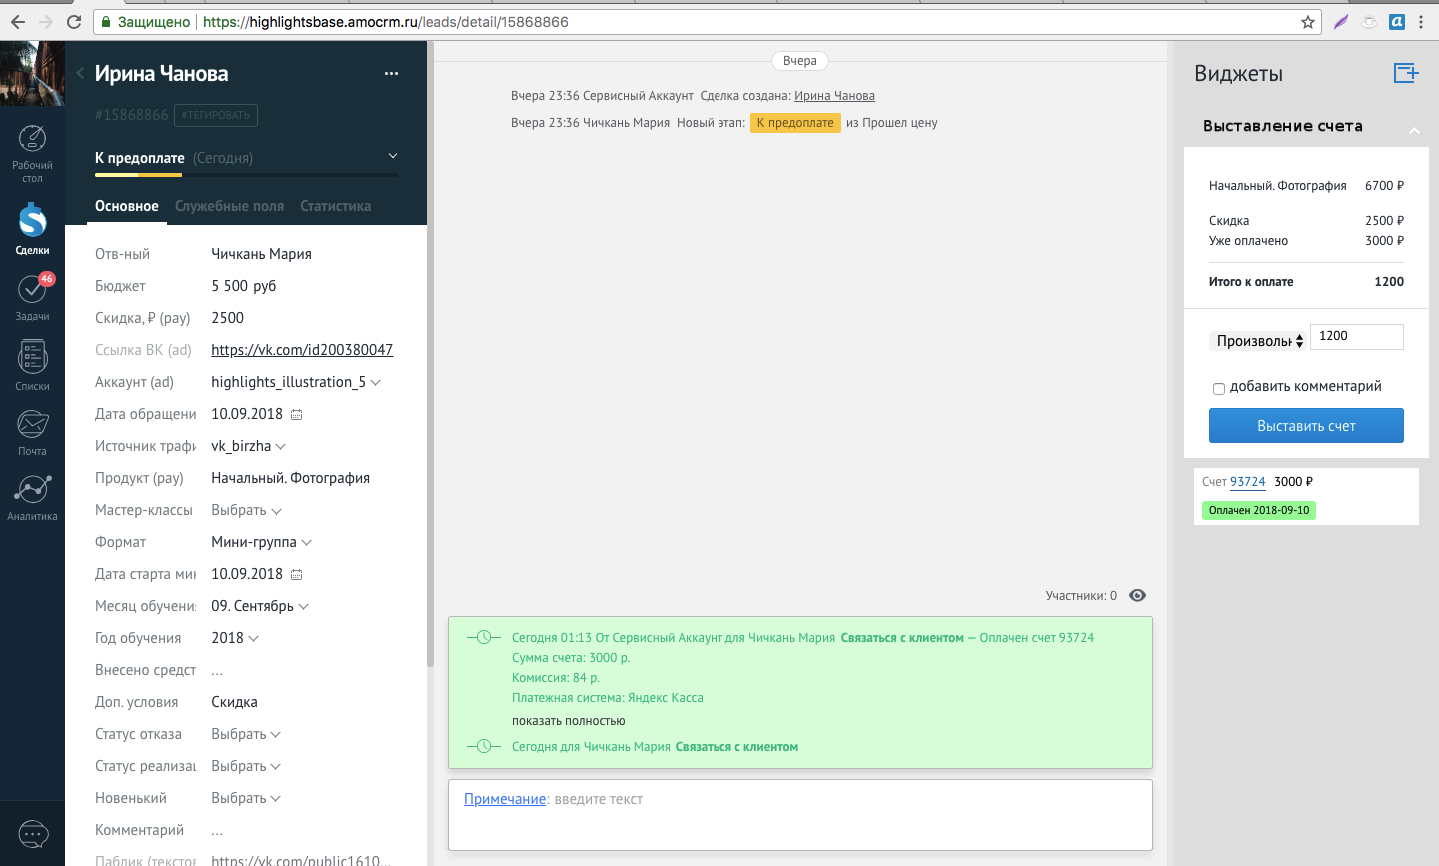 Защищено https://highlightsbase.amocrm.ru/leads/detail/15868866
Рабочий
стол
Сделки
46
Задачи
Списки
Почта
Аналитика
Ирина Чанова
#15868866 #ТЕГИРОВАТЬ
К предоплате (Сегодня)
Основное Служебные поля Статистика
Отв-ный Чичкань Мария
Бюджет 5 500 руб
Скидка, ₽ (pay) 2500
Ссылка ВК (ad) https://vk.com/id200380047
Аккаунт (ad) highlights_illustration_5
Дата обращени 10.09.2018
Источник трафи vk_birzha
Продукт (pay) Начальный. Фотография
Мастер-классы Выбрать
Формат Мини-группа
Дата старта мин 10.09.2018
Месяц обучения 09. Сентябрь
Год обучения 2018
Внесено средст ...
Доп. условия Скидка
Статус отказа Выбрать
Статус реализац Выбрать
Новенький Выбрать
Комментарий ...
Паблик (текстов https://vk.com/public1610...
Вчера
Вчера 23:36 Сервисный Аккаунт Сделка создана: Ирина Чанова
Вчера 23:36 Чичкань Мария Новый этап: К предоплате из Прошел цену
Участники: 0
Сегодня 01:13 От Сервисный Аккаунт для Чичкань Мария Связаться с клиентом — Оплачен счет 93724
Сумма счета: 3000 р.
Комиссия: 84 р.
Платежная система: Яндекс Касса
показать полностью
Сегодня для Чичкань Мария Связаться с клиентом
Примечание: введите текст
Виджеты
Выставление счета
Начальный. Фотография 6700 ₽
Скидка 2500 ₽
Уже оплачено 3000 ₽
Итого к оплате 1200
Произвольн 1200
добавить комментарий
Выставить счет
Счет 93724 3000 ₽
Оплачен 2018-09-10